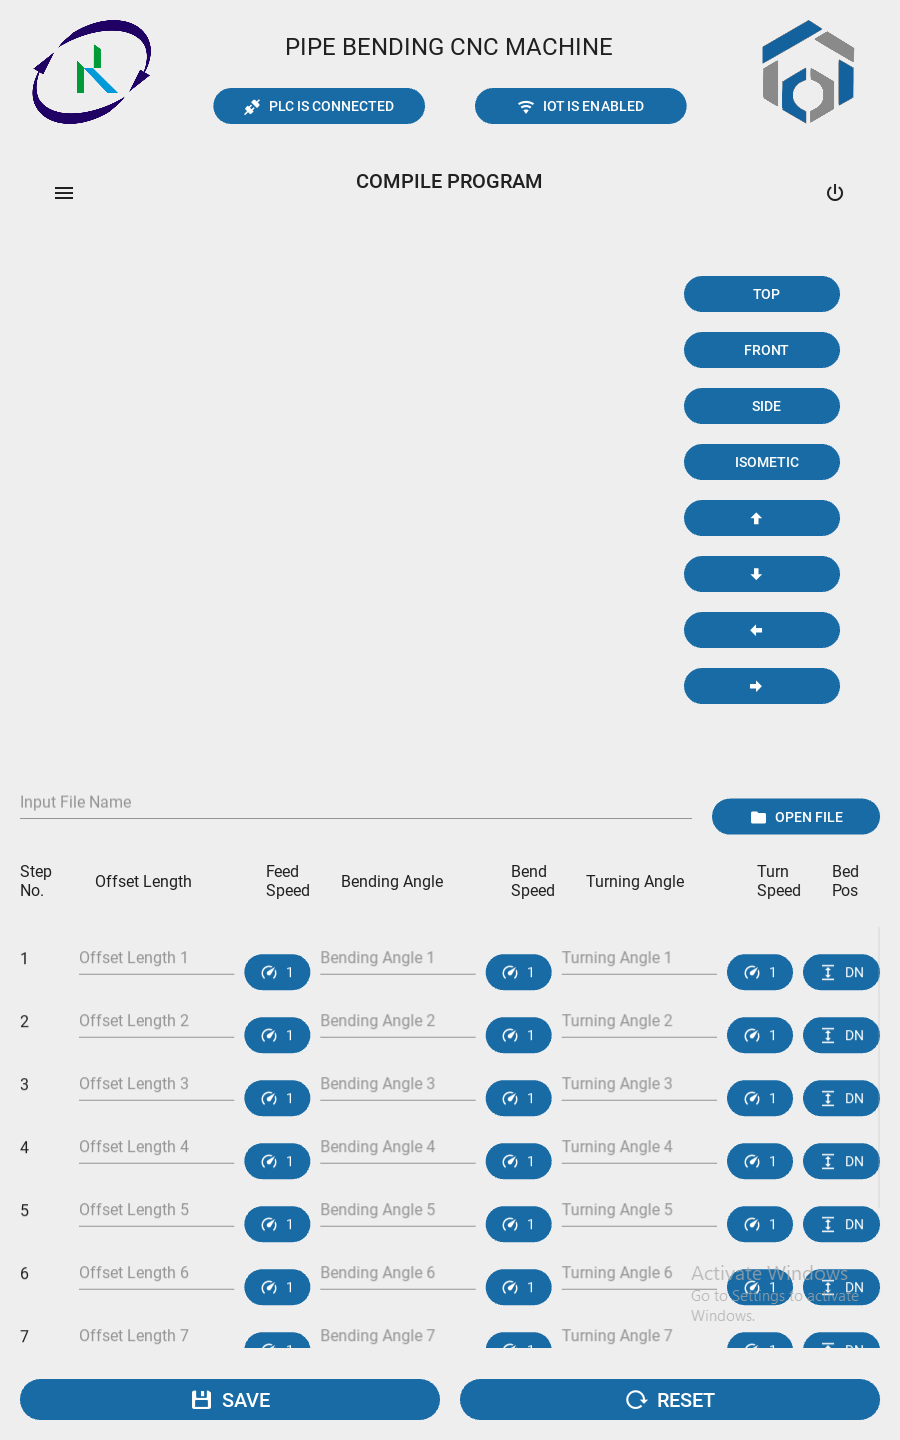 PIPE BENDING CNC MACHINE
PLC IS CONNECTED
IOT IS ENABLED
COMPILE PROGRAM
TOP
FRONT
SIDE
ISOMETIC
Input File Name
OPEN FILE
Step No.
Offset Length
Feed Speed
Bending Angle
Bend Speed
Turning Angle
Turn Speed
Bed Pos
1 Offset Length 1 1 Bending Angle 1 1 Turning Angle 1 1 DN
2 Offset Length 2 1 Bending Angle 2 1 Turning Angle 2 1 DN
3 Offset Length 3 1 Bending Angle 3 1 Turning Angle 3 1 DN
4 Offset Length 4 1 Bending Angle 4 1 Turning Angle 4 1 DN
5 Offset Length 5 1 Bending Angle 5 1 Turning Angle 5 1 DN
6 Offset Length 6 1 Bending Angle 6 1 Turning Angle 6 1 DN
7 Offset Length 7 1 Bending Angle 7 1 Turning Angle 7 1 DN
Activate Windows
Go to Settings to activate
Windows.
SAVE
RESET